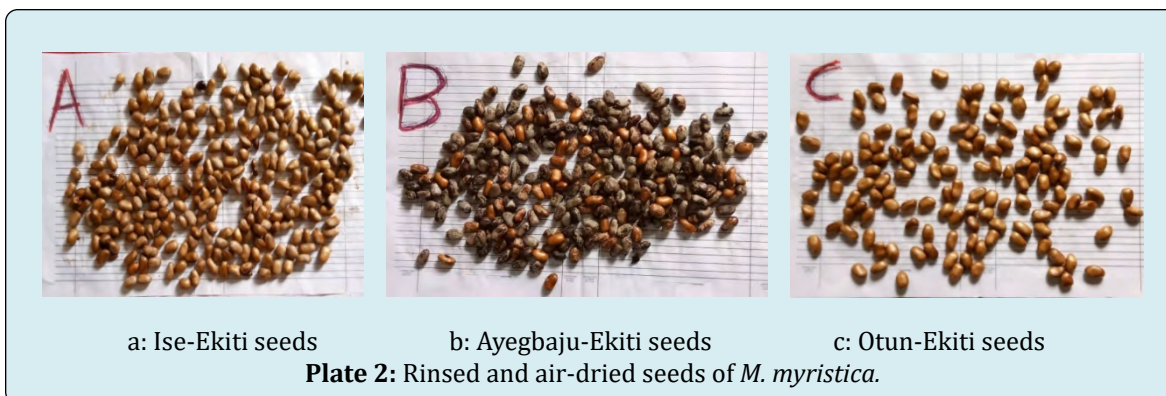 A
B
C
a: Ise-Ekiti seeds
b: Ayegbaju-Ekiti seeds
c: Otun-Ekiti seeds
Plate 2: Rinsed and air-dried seeds of M. myristica.